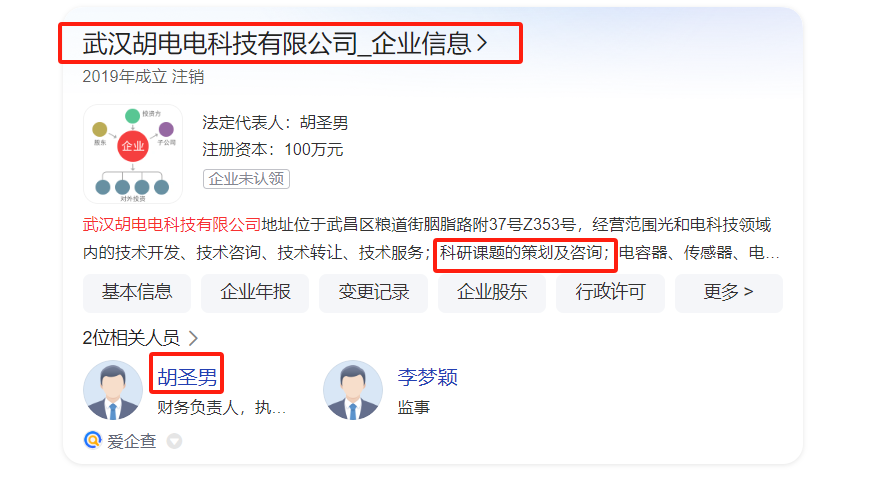 武汉胡电电科技有限公司_企业信息>
2019年成立 注销
投资方
股东
企业
子公司
对外投资
法定代表人：胡圣男
注册资本：100万元
企业未认领
武汉胡电电科技有限公司地址位于武昌区粮道街胭脂路附37号Z353号，经营范围光和电科技领域
内的技术开发、技术咨询、技术转让、技术服务；科研课题的策划及咨询；电容器、传感器、电...
基本信息 企业年报 变更记录 企业股东 行政许可 更多 >
2位相关人员 >
胡圣男 李梦颖
财务负责人，执... 监事
爱企查